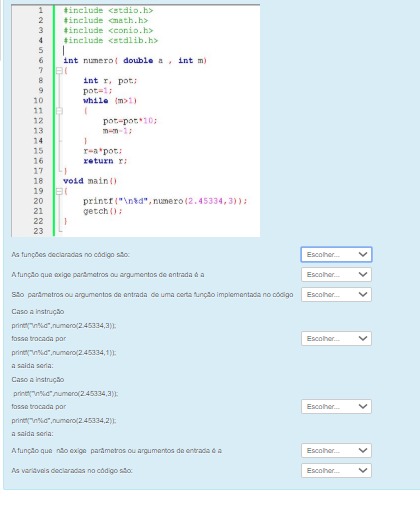 1 #include <stdio.h>
2 #include <math.h>
3 #include <conio.h>
4 #include <stdlib.h>
5
6 int numero( double a , int m)
7 {
8 int r, pot;
9 pot=1;
10 while (m>1)
11 {
12 pot=pot*10;
13 m=m-1;
14 }
15 r=a*pot;
16 return r;
17 }
18 void main()
19 {
20 printf("\n%d",numero(2.45334,3));
21 getch();
22 }
23
As funções declaradas no código são: Escolher...
A função que exige parâmetros ou argumentos de entrada é a Escolher...
São parâmetros ou argumentos de entrada de uma certa função implementada no código Escolher...
Caso a instrução
printf("\n%d",numero(2.45334,3));
fosse trocada por Escolher...
printf("\n%d",numero(2.45334,1));
a saída seria:
Caso a instrução
printf("\n%d",numero(2.45334,3));
fosse trocada por Escolher...
printf("\n%d",numero(2.45334,2));
a saída seria:
A função que não exige parâmetros ou argumentos de entrada é a Escolher...
As variáveis declaradas no código são: Escolher...